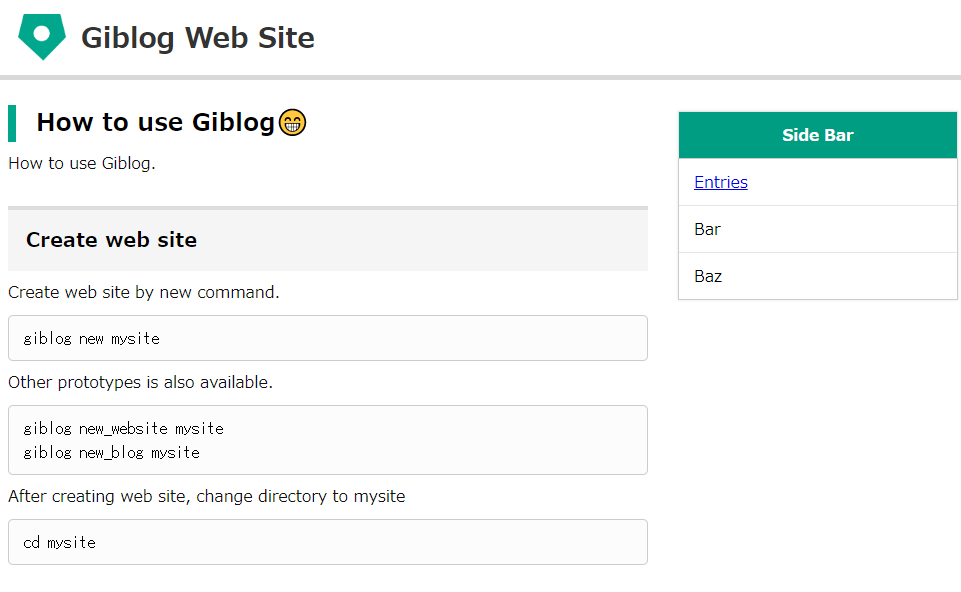 Giblog Web Site
How to use Giblog😁
How to use Giblog.
Create web site
Create web site by new command.
giblog new mysite
Other prototypes is also available.
giblog new_website mysite
giblog new_blog mysite
After creating web site, change directory to mysite
cd mysite
Side Bar
Entries
Bar
Baz